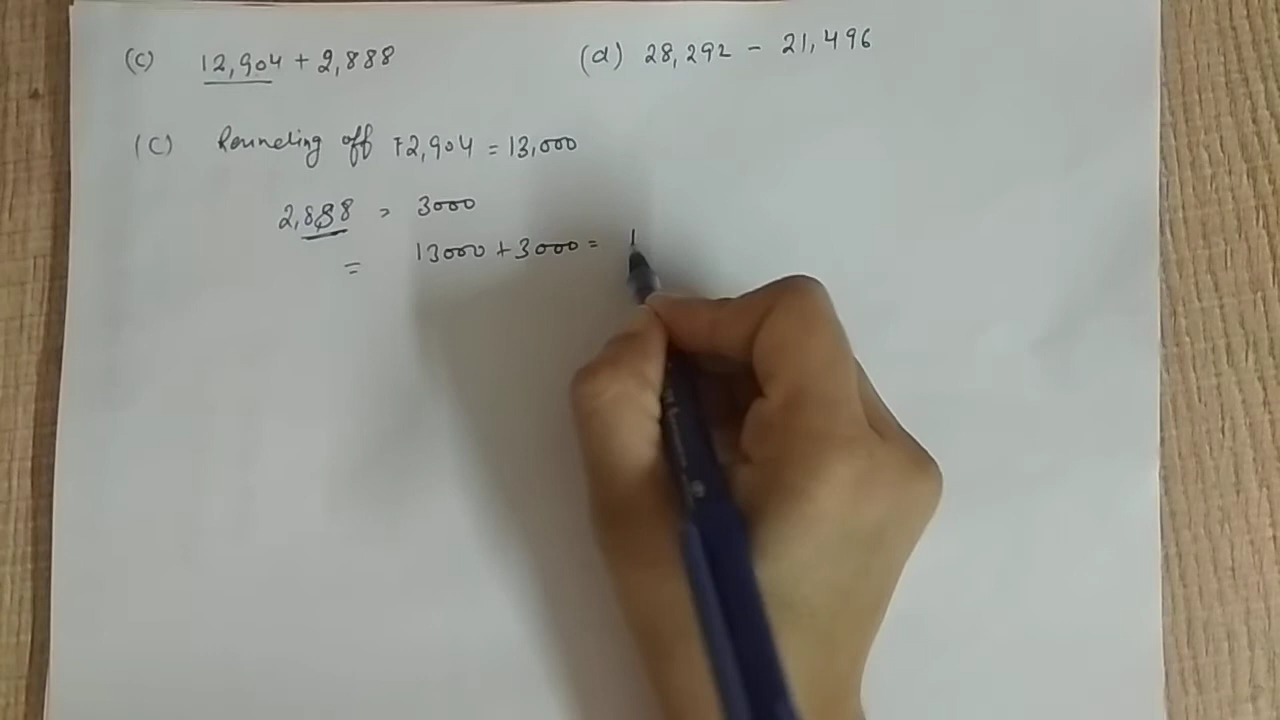 (C) 12,904 + 2,888
(d) 28,292 - 21,496
(C) Rounding off 12,904 = 13,000
2,888 = 3000
= 13000 + 3000 = 1